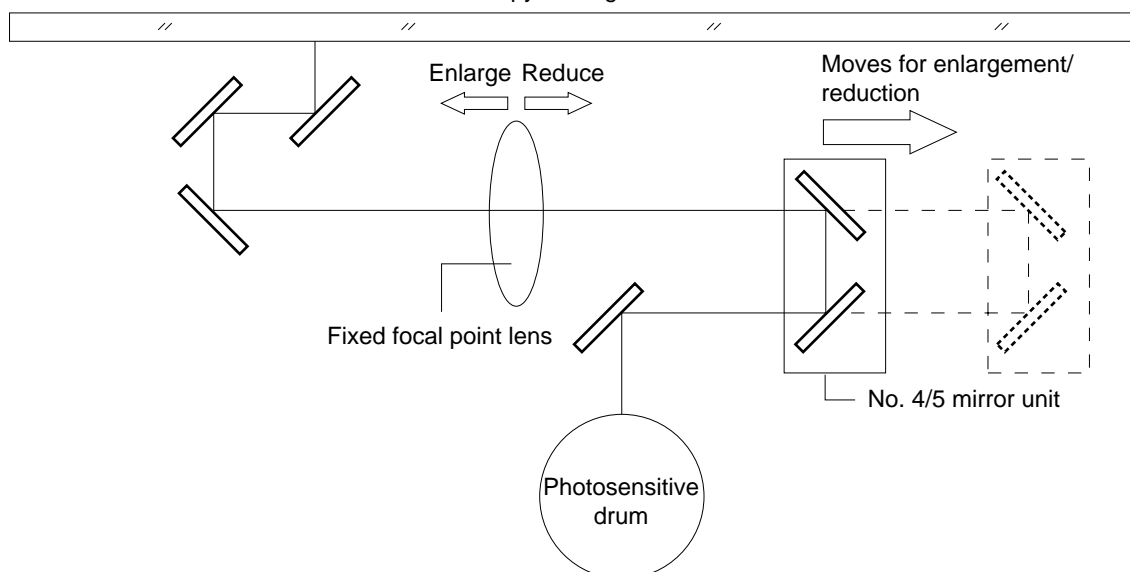 Enlarge Reduce
Moves for enlargement/
reduction
Fixed focal point lens
No. 4/5 mirror unit
Photosensitive
drum